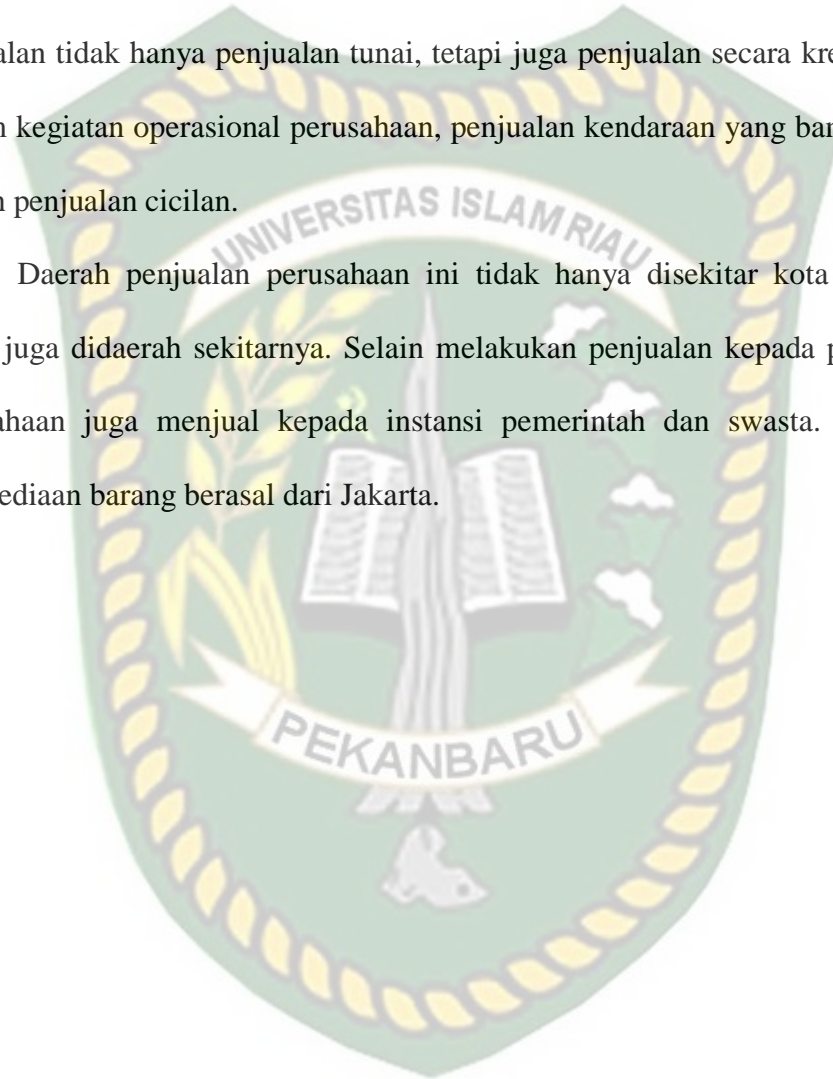 alan tidak hanya penjualan tunai, tetapi juga penjualan secara kre
kegiatan operasional perusahaan, penjualan kendaraan yang ban
penjualan cicilan.
UNIVERSITAS ISLAM RIAU
Daerah penjualan perusahaan ini tidak hanya disekitar kota
juga didaerah sekitarnya. Selain melakukan penjualan kepada p
ahaan juga menjual kepada instansi pemerintah dan swasta.
ediaan barang berasal dari Jakarta.
PEKANBARU